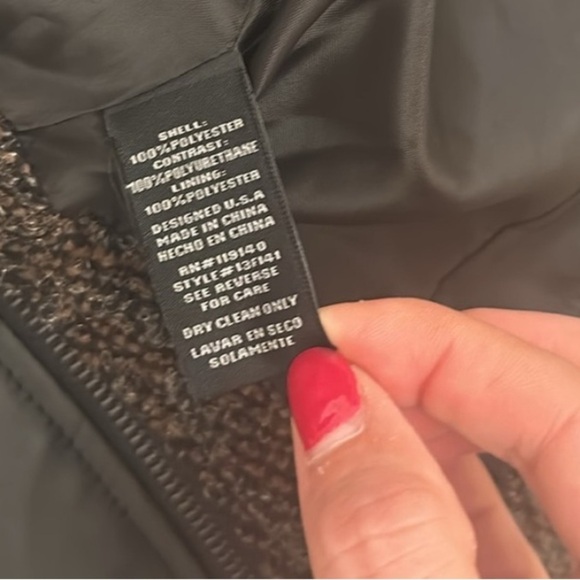 SHELL:
100%POLYESTER
CONTRAST:
100%POLYURETHANE
LINING:
100%POLYESTER
DESIGNED U.S.A
MADE IN CHINA
HECHO EN CHINA
RN#119140
STYLE#13F141
SEE REVERSE
FOR CARE
DRY CLEAN ONLY
LAVAR EN SECO
SOLAMENTE